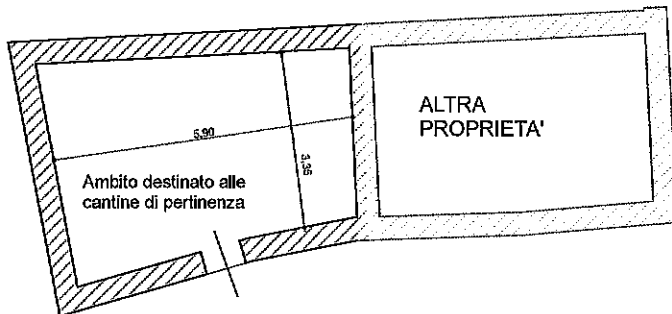 ALTRA
PROPRIETA'
5.90
3.35
Ambito destinato alle
cantine di pertinenza